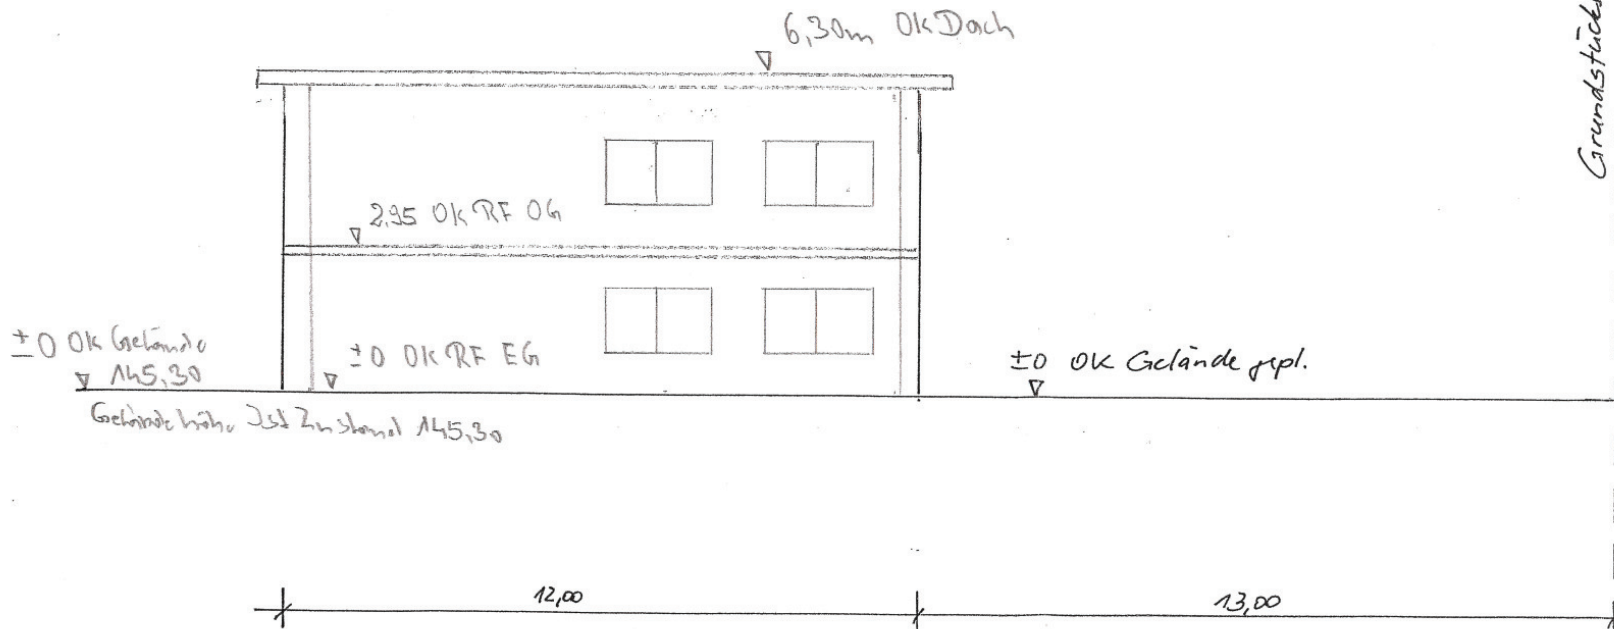 6,30m OK Dach
Grundstücks
2,95 OK RF OG
±0 OK Gelände
145,30
±0 OK RF EG
±0 OK Gelände gepl.
Geländehöhe Ist Zustand 145,30
12,00
13,00